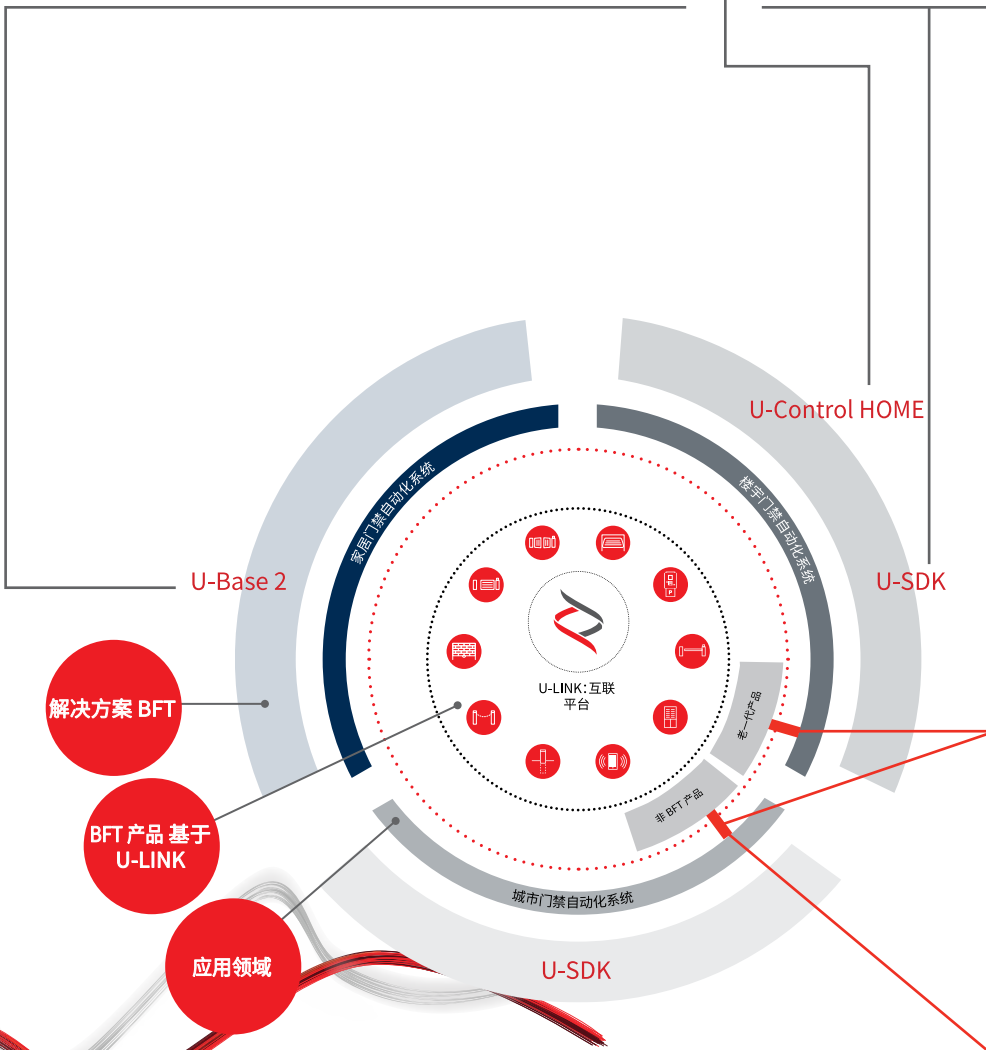 U-Control HOME
家居门禁自动化系统
楼宇门禁自动化系统
U-Base 2
U-SDK
P
U-LINK：互联
平台
解决方案 BFT
老一代产品
非 BFT 产品
BFT 产品 基于
U-LINK
城市门禁自动化系统
应用领域
U-SDK